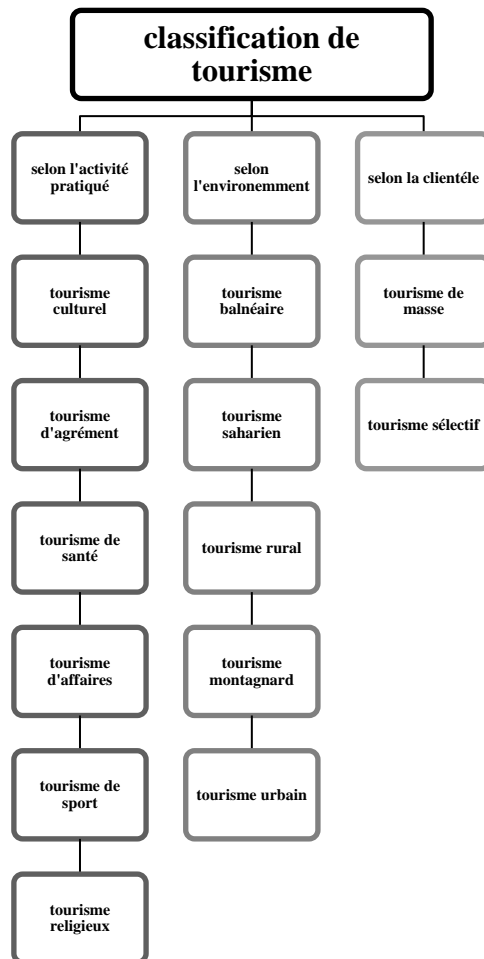 classification de
tourisme
selon l'activité
pratiqué
tourisme
culturel
tourisme
d'agrément
tourisme de
santé
tourisme
d'affaires
tourisme de
sport
tourisme
religieux
selon
l'environemment
tourisme
balnéaire
tourisme
saharien
tourisme rural
tourisme
montagnard
tourisme urbain
selon la clientéle
tourisme de
masse
tourisme sélectif